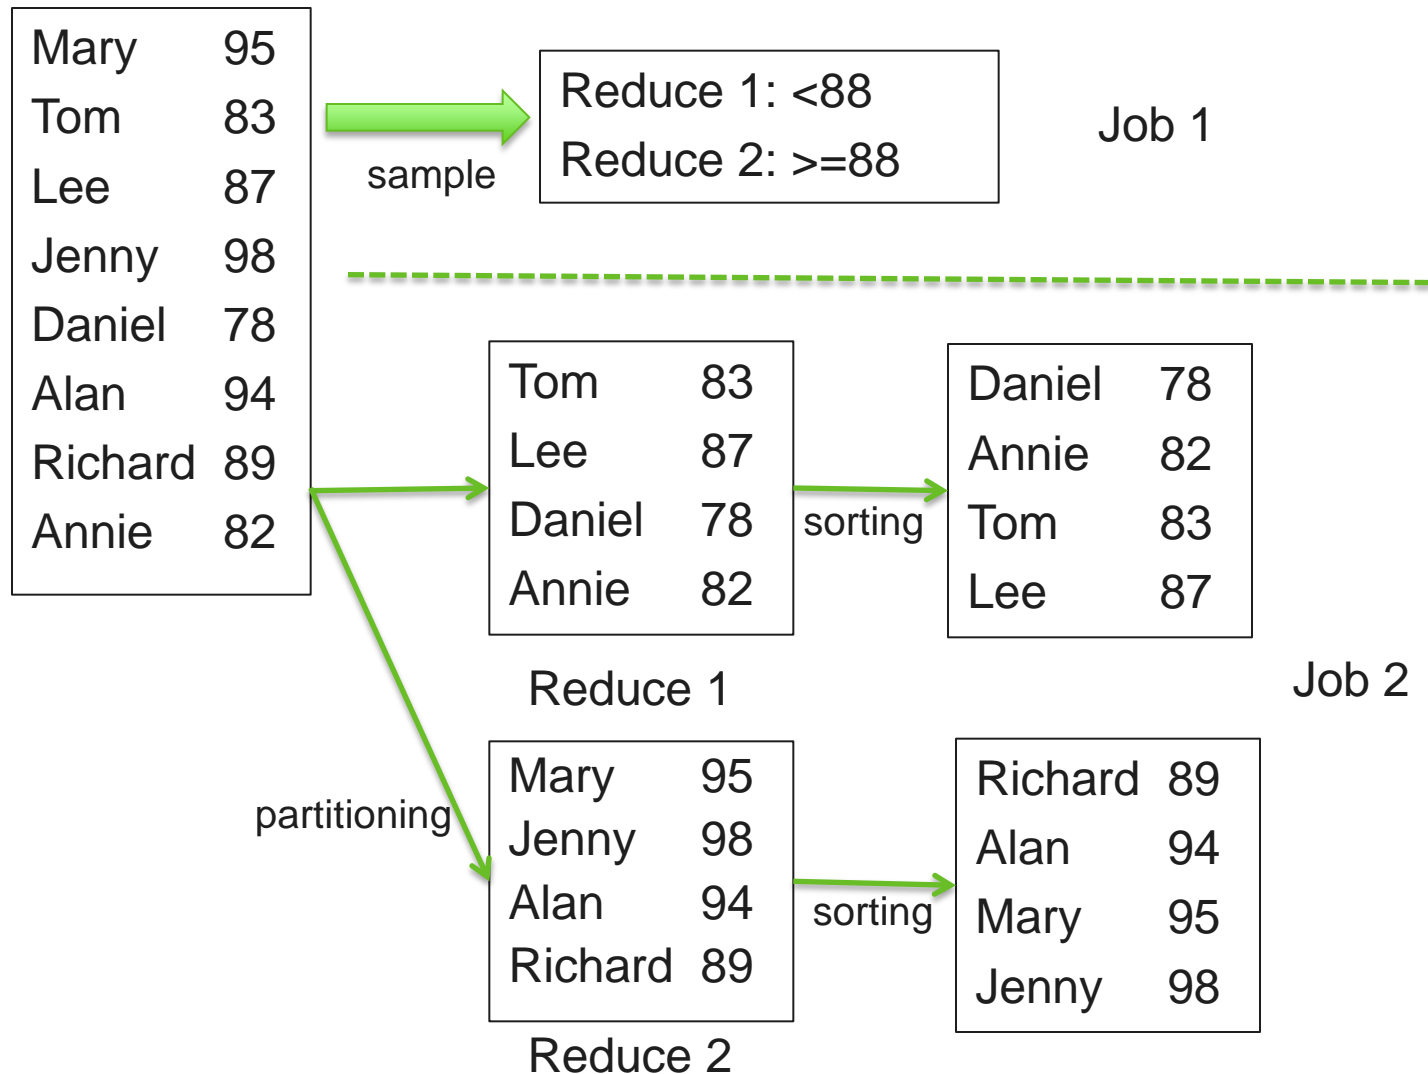 Mary 95
Tom 83
Lee 87
Jenny 98
Daniel 78
Alan 94
Richard 89
Annie 82
sample
Reduce 1: <88
Reduce 2: >=88
Job 1
partitioning
Tom 83
Lee 87
Daniel 78
Annie 82
Reduce 1
sorting
Daniel 78
Annie 82
Tom 83
Lee 87
Job 2
Mary 95
Jenny 98
Alan 94
Richard 89
Reduce 2
sorting
Richard 89
Alan 94
Mary 95
Jenny 98